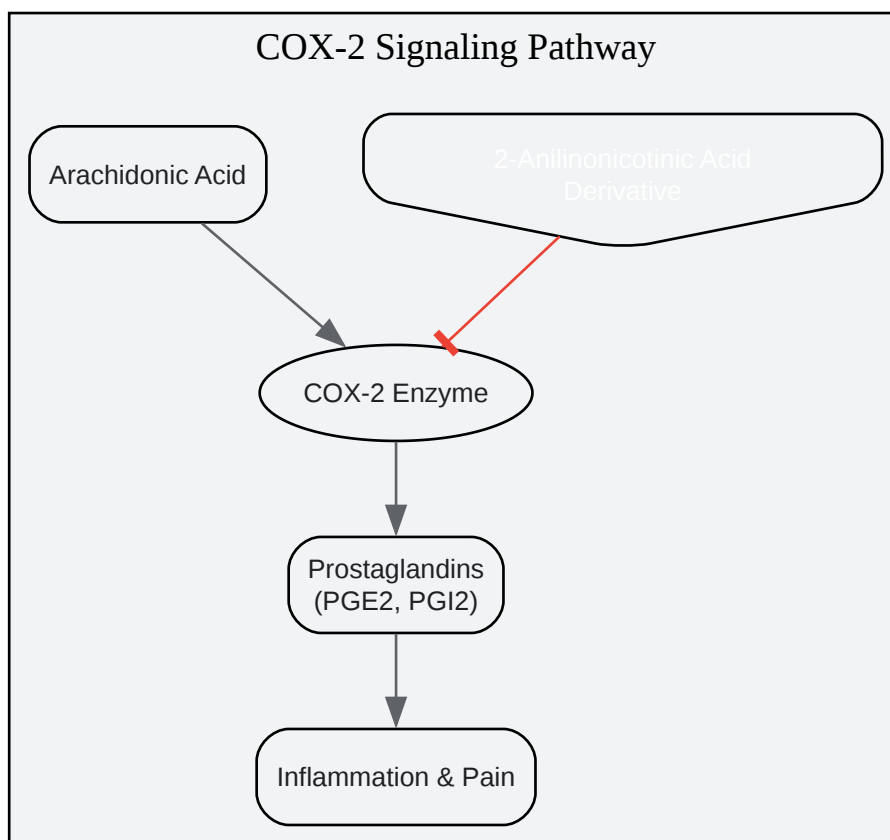 COX-2 Signaling Pathway
Arachidonic Acid
2-Anilinonicotinic Acid
Derivative
COX-2 Enzyme
Prostaglandins
(PGE2, PGI2)
Inflammation & Pain